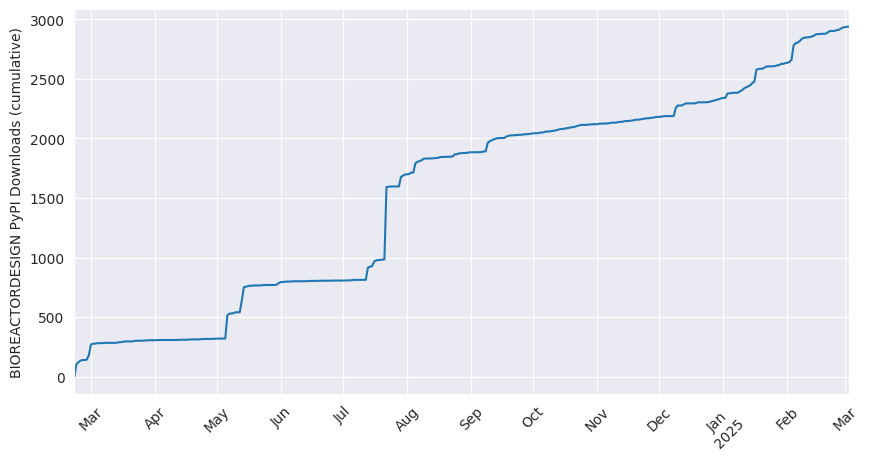 BIOREACTORDESIGN PyPI Downloads (cumulative)
3000
2500
2000
1500
1000
500
0
Mar
Apr
May
Jun
Jul
Aug
Sep
Oct
Nov
Dec
Jan
2025
Feb
Mar